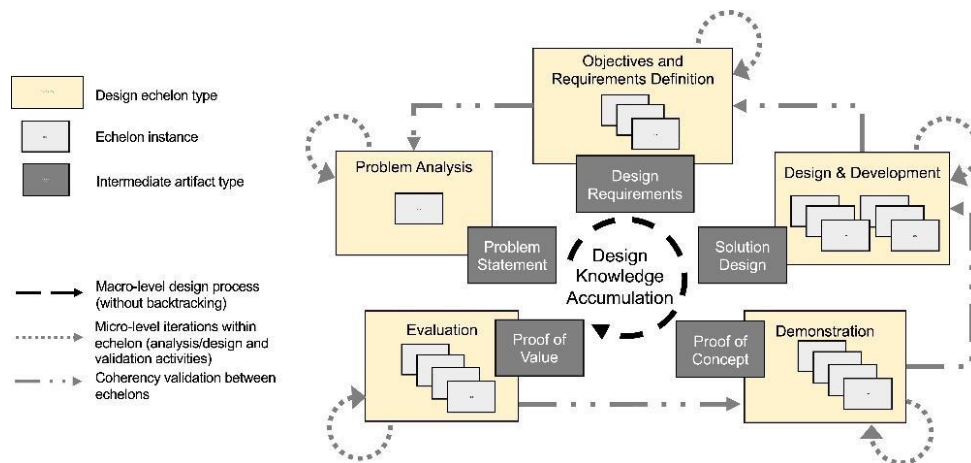 Design echelon type
Echelon instance
Intermediate artifact type
Macro-level design process
(without backtracking)
Micro-level iterations within
echelon (analysis/design and
validation activities)
Coherency validation between
echelons
Objectives and
Requirements Definition
Design
Requirements
Problem Analysis
Problem
Statement
Design & Development
Solution
Design
Design
Knowledge
Accumulation
Evaluation
Proof of
Value
Proof of
Concept
Demonstration